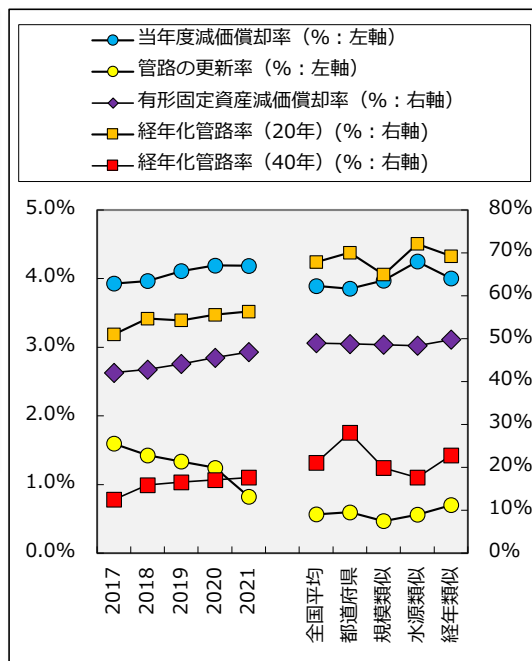 当年度減価償却率（%：左軸）
管路の更新率（%：左軸）
有形固定資産減価償却率（%：右軸）
経年化管路率（20年）(%：右軸)
経年化管路率（40年）(%：右軸)
5.0%
4.0%
3.0%
2.0%
1.0%
0.0%
80%
70%
60%
50%
40%
30%
20%
10%
0%
2017
2018
2019
2020
2021
全国平均
都道府県
規模類似
水源類似
経年類似